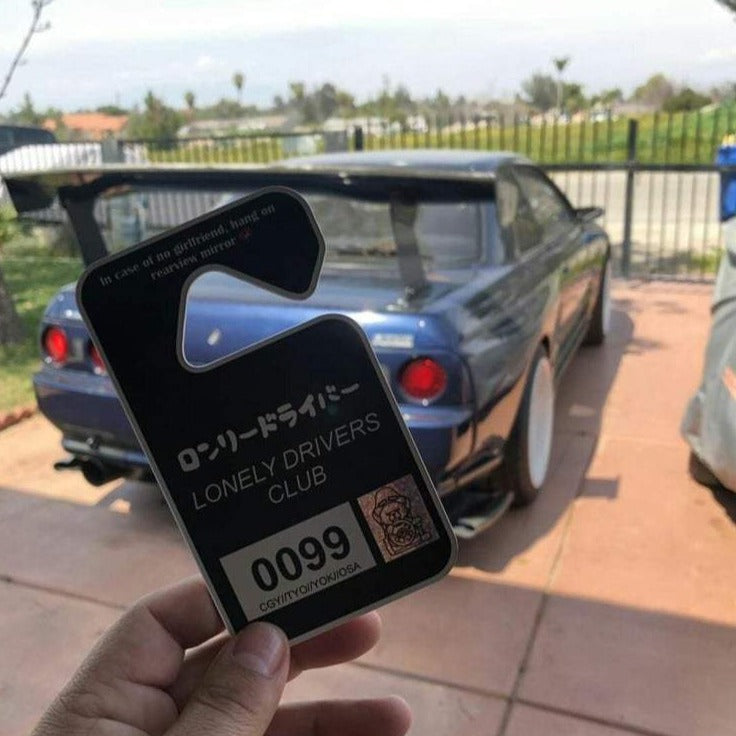 In case of no girlfriend, hang on
rearview mirror
ロンリードライバー
LONELY DRIVERS
CLUB
0099
CGY//TYO//YOK//OSA